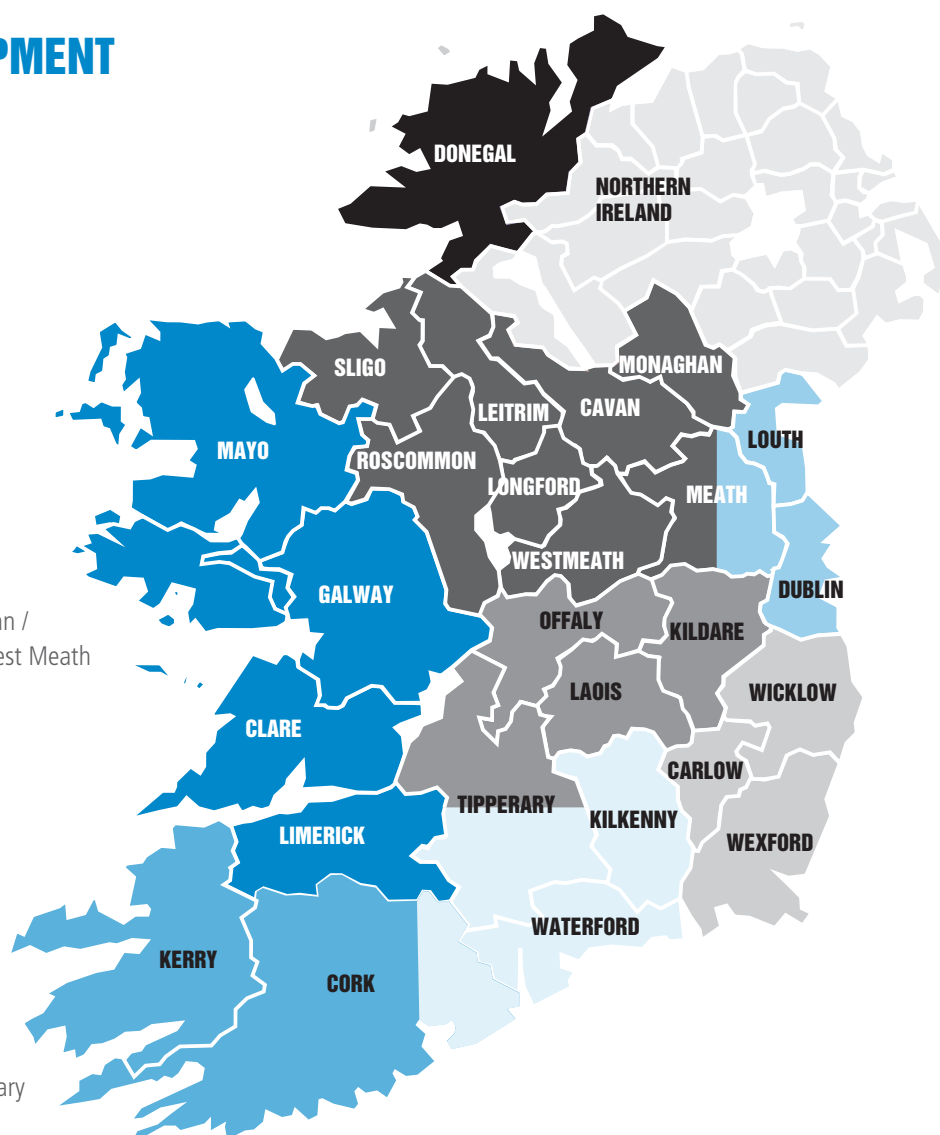 PMENT
DONEGAL
NORTHERN
IRELAND
MONAGHAN
SLIGO
LEITRIM
CAVAN
LOUTH
MAYO
ROSCOMMON
LONGFORD
MEATH
WESTMEATH
DUBLIN
GALWAY
OFFALY
KILDARE
an /
est Meath
LAOIS
WICKLOW
CLARE
CARLOW
TIPPERARY
KILKENNY
LIMERICK
WEXFORD
WATERFORD
KERRY
CORK
ary